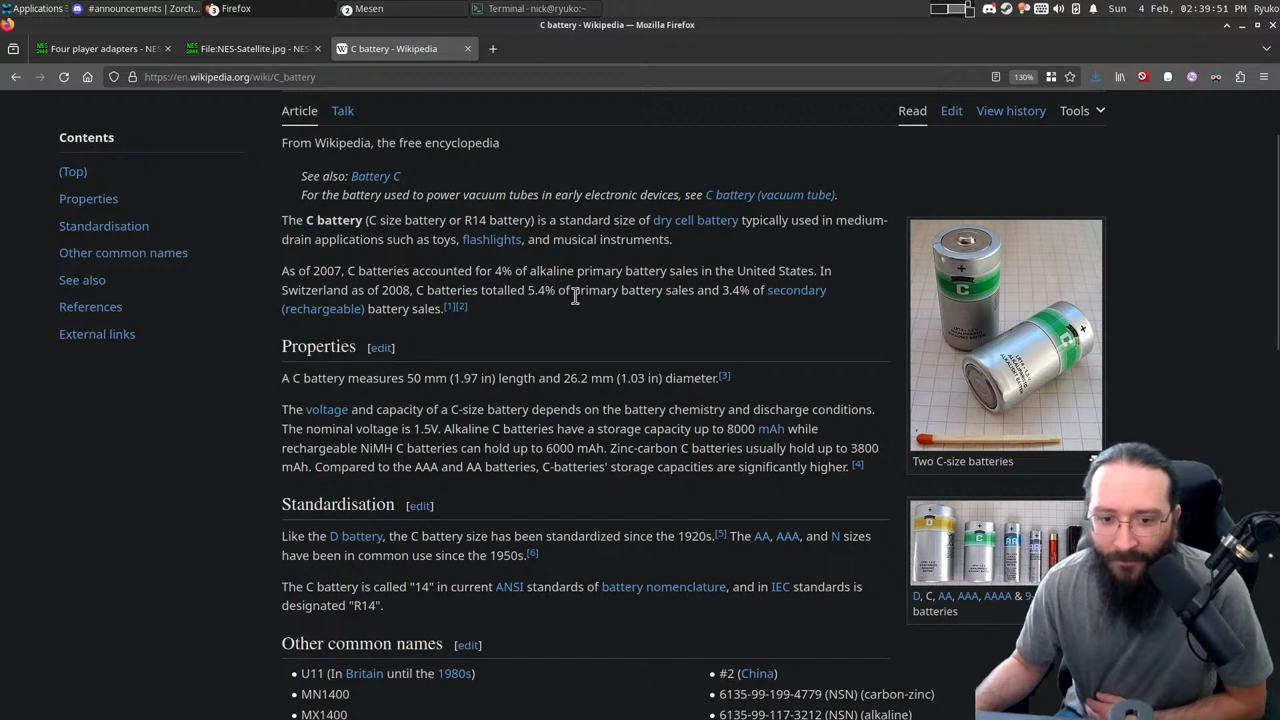 Applications
#announcements | Zorch...
3 Firefox
2 Mesen
Terminal - nick@ryuko:~
Sun 4 Feb, 02:39:51 AM
Ryuko
C battery - Wikipedia — Mozilla Firefox
Four player adapters - NES
File:NES-Satellite.jpg - NES
C battery - Wikipedia
https://en.wikipedia.org/wiki/C_battery
130%
Contents
(Top)
Properties
Standardisation
Other common names
See also
References
External links
Article
Talk
Read
Edit
View history
Tools
From Wikipedia, the free encyclopedia
See also: Battery C
For the battery used to power vacuum tubes in early electronic devices, see C battery (vacuum tube).
The C battery (C size battery or R14 battery) is a standard size of dry cell battery typically used in medium-
drain applications such as toys, flashlights, and musical instruments.
As of 2007, C batteries accounted for 4% of alkaline primary battery sales in the United States. In
Switzerland as of 2008, C batteries totalled 5.4% of primary battery sales and 3.4% of secondary
(rechargeable) battery sales.[1][2]
Properties [edit]
A C battery measures 50 mm (1.97 in) length and 26.2 mm (1.03 in) diameter.[3]
The voltage and capacity of a C-size battery depends on the battery chemistry and discharge conditions.
The nominal voltage is 1.5V. Alkaline C batteries have a storage capacity up to 8000 mAh while
rechargeable NiMH C batteries can hold up to 6000 mAh. Zinc-carbon C batteries usually hold up to 3800
mAh. Compared to the AAA and AA batteries, C-batteries' storage capacities are significantly higher. [4]
Standardisation [edit]
Like the D battery, the C battery size has been standardized since the 1920s.[5] The AA, AAA, and N sizes
have been in common use since the 1950s.[6]
The C battery is called "14" in current ANSI standards of battery nomenclature, and in IEC standards is
designated "R14".
Other common names [edit]
U11 (In Britain until the 1980s)
MN1400
MX1400
#2 (China)
6135-99-199-4779 (NSN) (carbon-zinc)
6135-99-117-3212 (NSN) (alkaline)
C
C
Two C-size batteries
D
C
AA
D, C, AA, AAA, AAAA & 9-
batteries